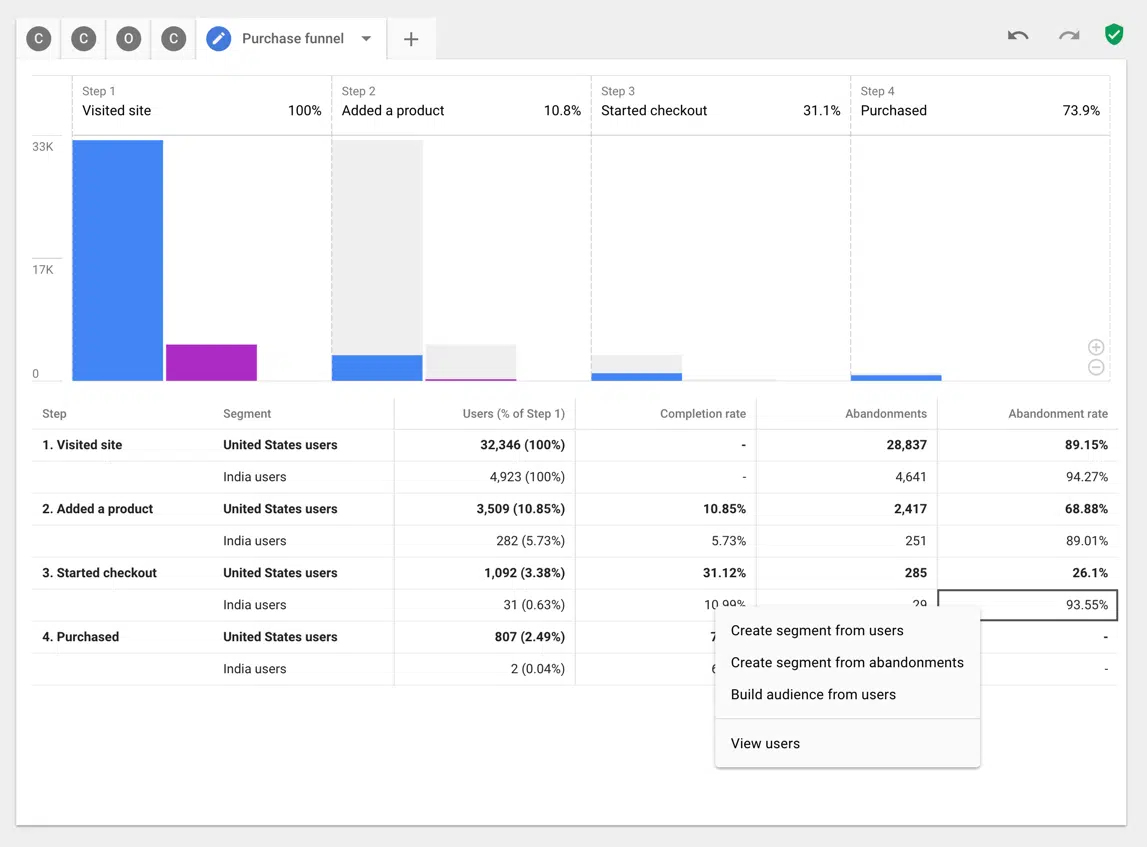 C C O C Purchase funnel
Step 1 Step 2 Step 3 Step 4
Visited site 100% Added a product 10.8% Started checkout 31.1% Purchased 73.9%
33K
17K
0
Step Segment Users (% of Step 1) Completion rate Abandonments Abandonment rate
1. Visited site United States users 32,346 (100%) - 28,837 89.15%
India users 4,923 (100%) - 4,641 94.27%
2. Added a product United States users 3,509 (10.85%) 10.85% 2,417 68.88%
India users 282 (5.73%) 5.73% 251 89.01%
3. Started checkout United States users 1,092 (3.38%) 31.12% 285 26.1%
India users 31 (0.63%) 10.99% 29 93.55%
4. Purchased United States users 807 (2.49%) -
India users 2 (0.04%) -
Create segment from users
Create segment from abandonments
Build audience from users
View users